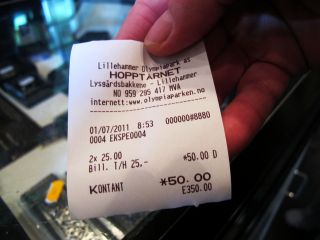 Lillehammer Olympiapark as
HOPPTÅRNET
Lysgårdsbakkene - Lillehammer
NO 959 295 417 MVA
internett:www.olympiaparken.no
01/07/2011 8:53 000000#8880
0004 EKSPE0004
2x 25.00
Bill. T/H 25,- *50.00 D
KONTANT *50.00
E350.00